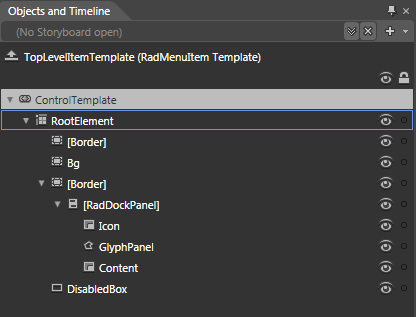 Objects and Timeline
(No Storyboard open)
TopLevelItemTemplate (RadMenuItem Template)
ControlTemplate
RootElement
[Border]
Bg
[Border]
[RadDockPanel]
Icon
GlyphPanel
Content
DisabledBox